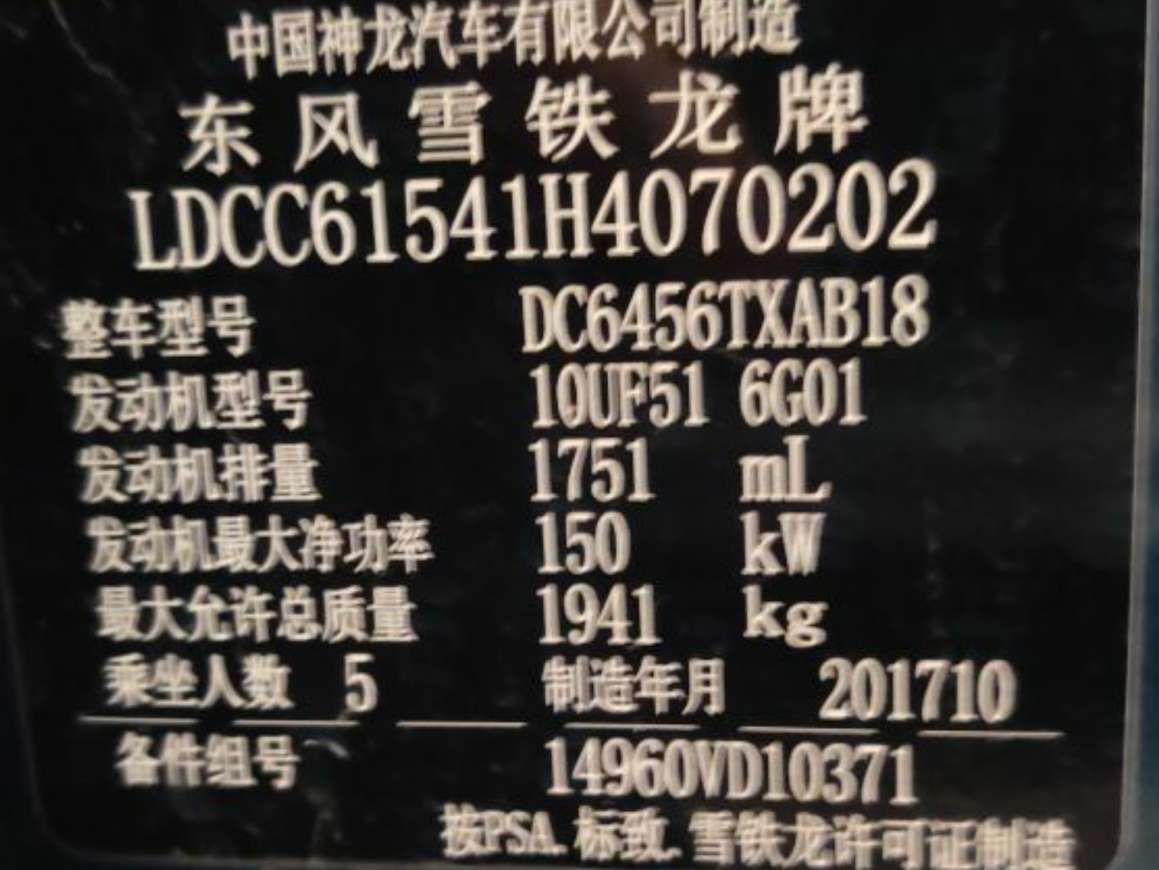 中国神龙汽车有限公司制造
东风雪铁龙牌
LDCC61541H4070202
整车型号 DC6456TXAB18
发动机型号 10UF51 6G01
发动机排量 1751 mL
发动机最大净功率 150 kW
最大允许总质量 1941 kg
乘坐人数 5 制造年月 201710
备件组号 14960VD10371
按PSA.标致.雪铁龙许可证制造